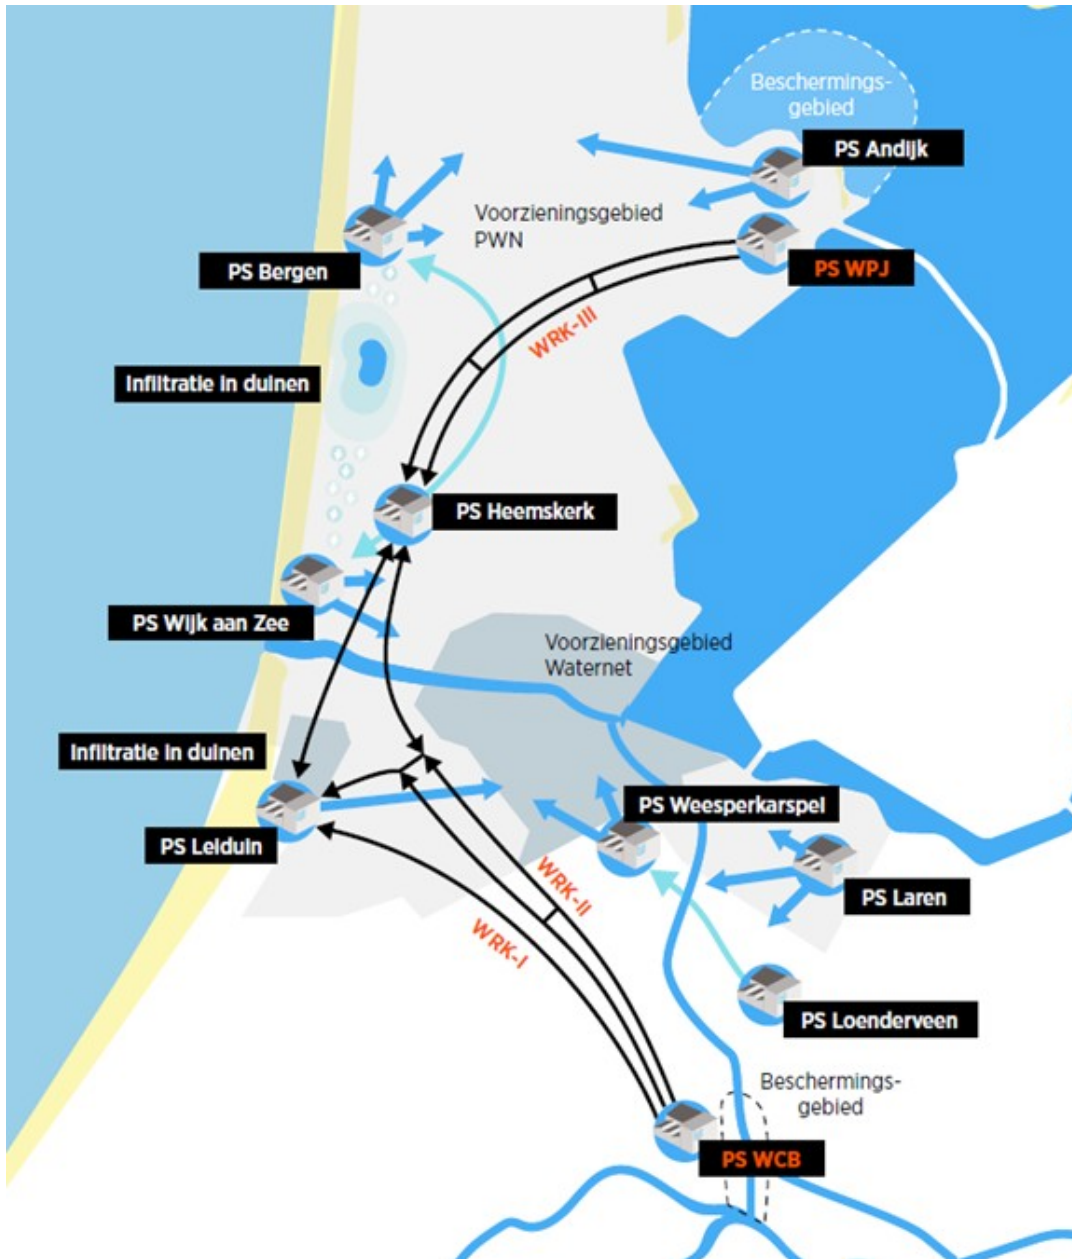 Beschermings-
gebied
PS Andijk
Voorzieningsgebied
PWN
PS Bergen
PS WPJ
WRK-III
Infiltratie in duinen
PS Heemskerk
PS Wijk aan Zee
Voorzieningsgebied
Waternet
Infiltratie in duinen
PS Weesperkarspel
PS Leiduin
WRK-II
PS Laren
WRK-I
PS Loenderveen
Beschermings-
gebied
PS WCB